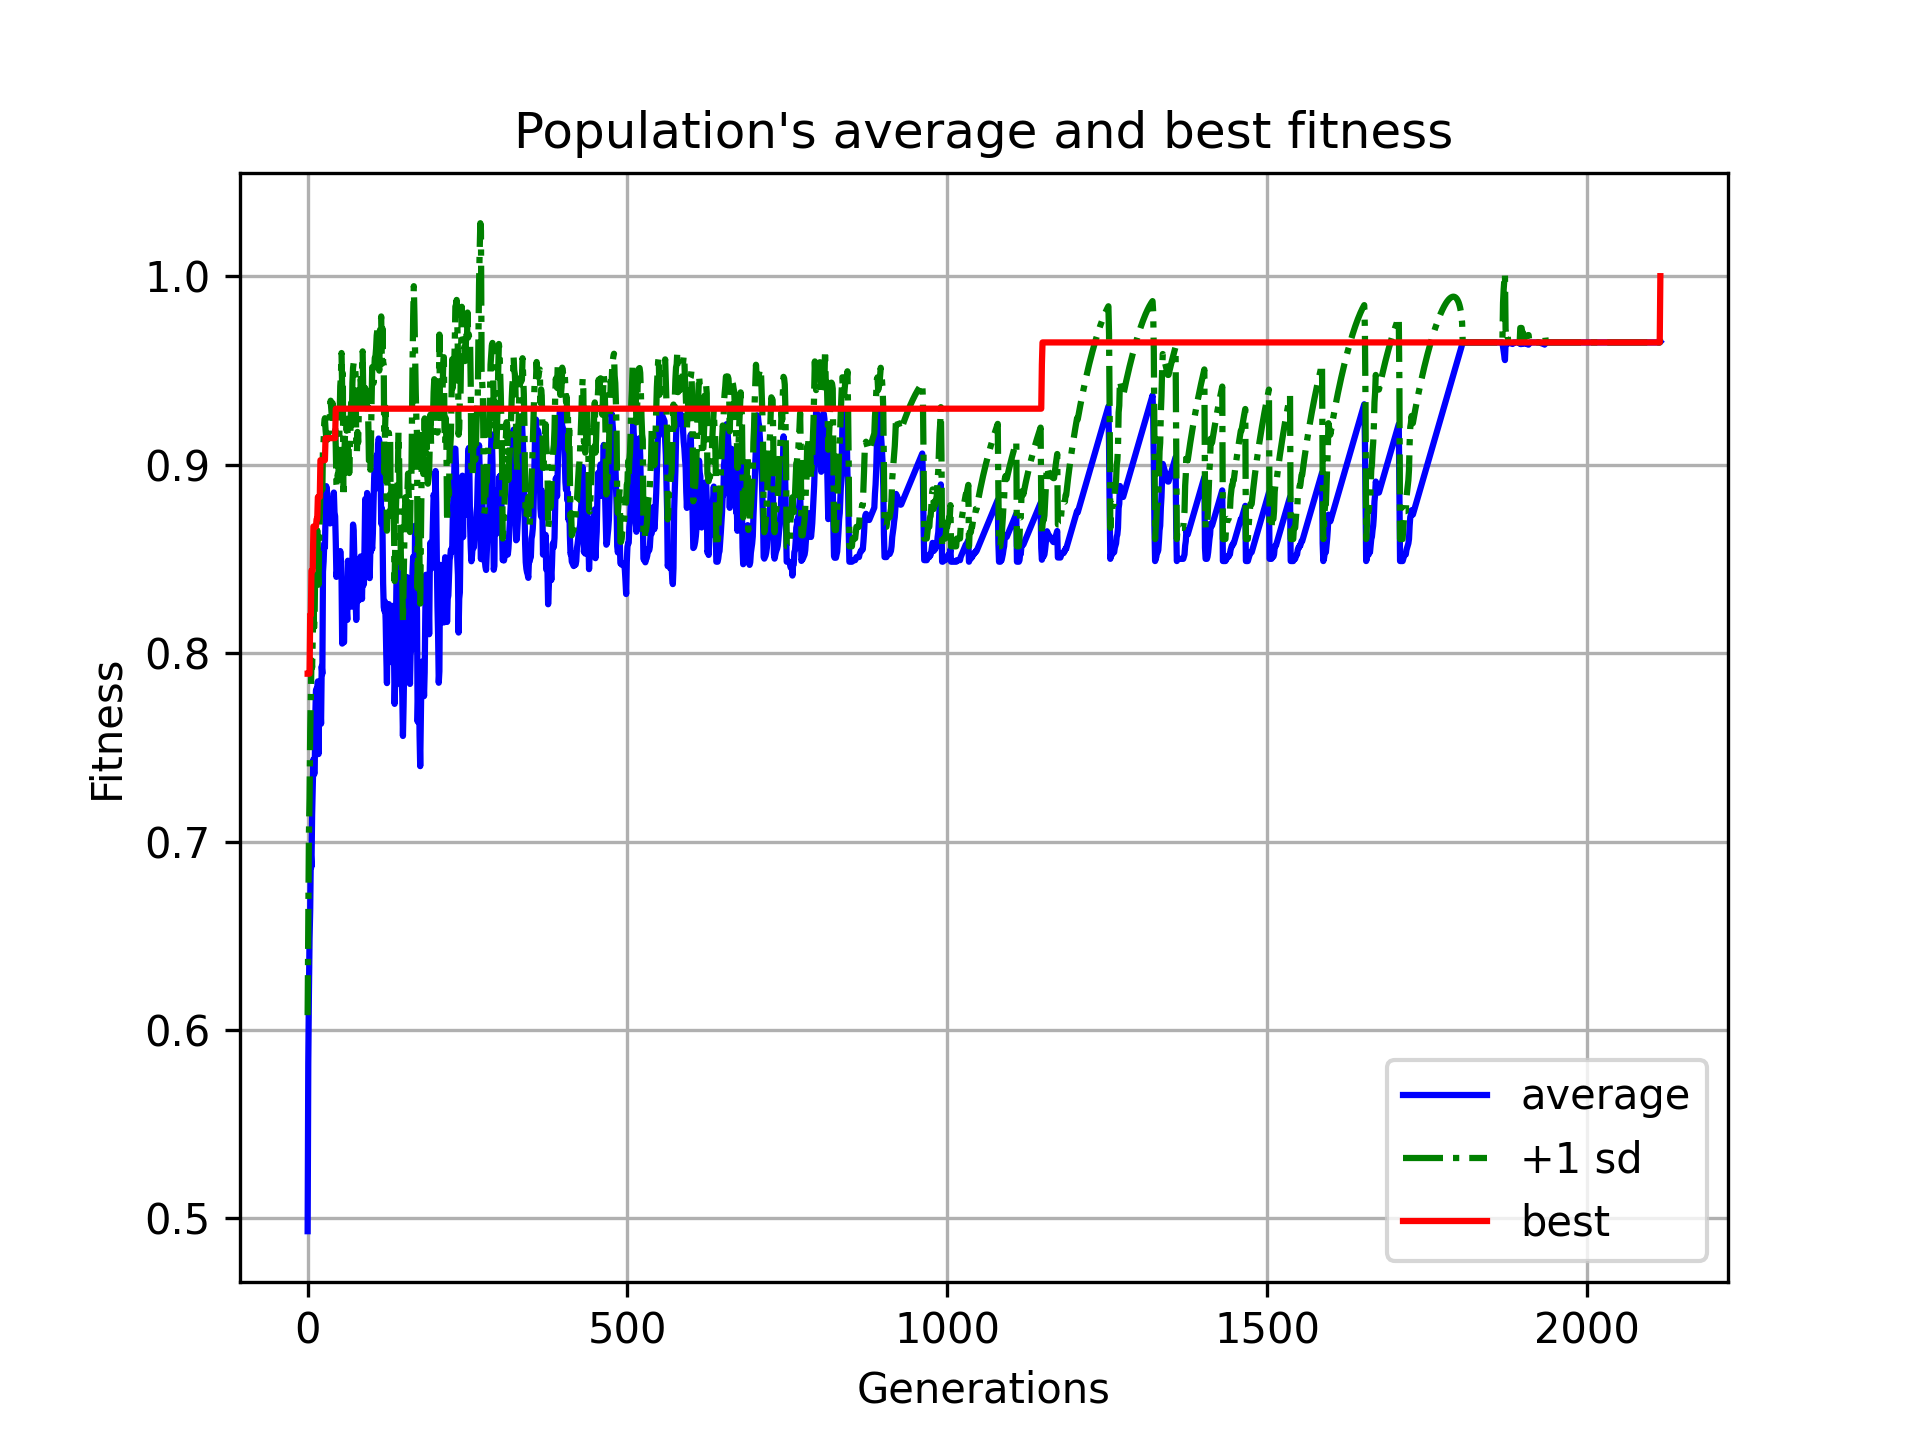 Population's average and best fitness
Fitness
1.0
0.9
0.8
0.7
0.6
0.5
0
500
1000
1500
2000
Generations
average
+1 sd
best